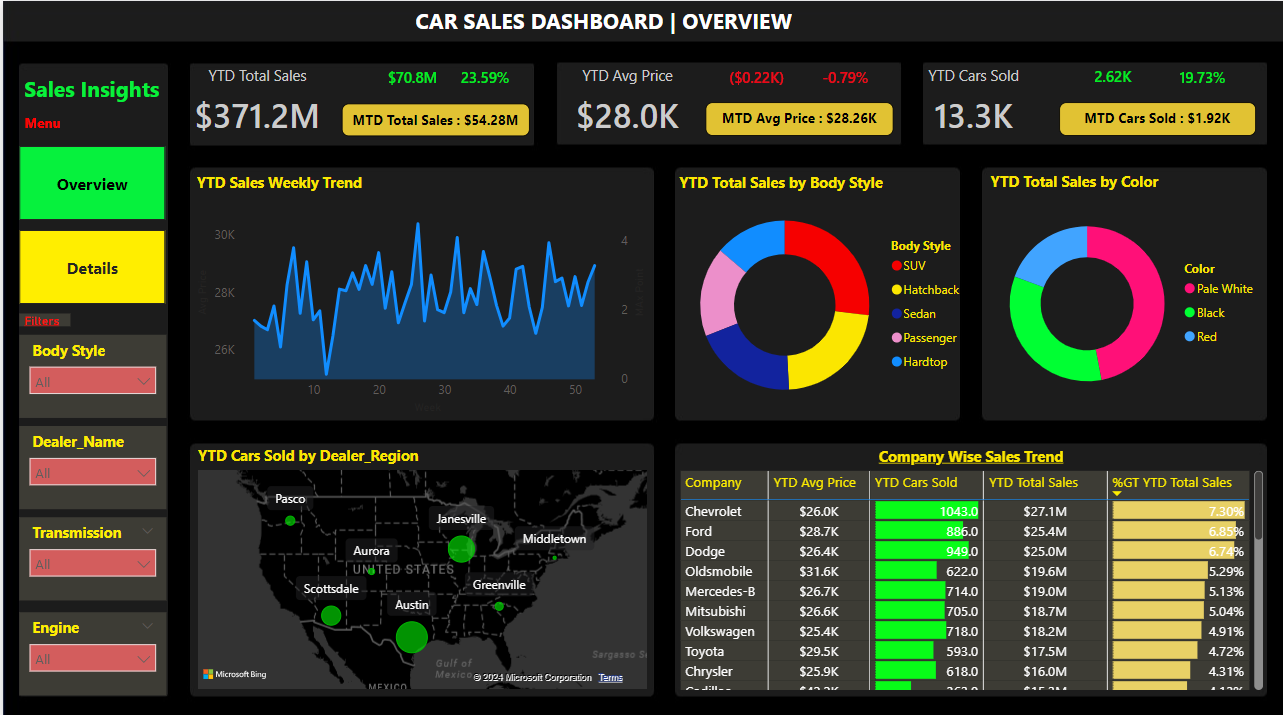 CAR SALES DASHBOARD | OVERVIEW
Sales Insights
Menu
Overview
Details
Filters
Body Style
All
Dealer_Name
All
Transmission
All
Engine
All
YTD Total Sales $70.8M 23.59%
$371.2M MTD Total Sales : $54.28M
YTD Avg Price ($0.22K) -0.79%
$28.0K MTD Avg Price : $28.26K
YTD Cars Sold 2.62K 19.73%
13.3K MTD Cars Sold : $1.92K
YTD Sales Weekly Trend
30K
28K
26K
4
2
0
10 20 30 40 50
Week
YTD Total Sales by Body Style
Body Style
SUV
Hatchback
Sedan
Passenger
Hardtop
YTD Total Sales by Color
Color
Pale White
Black
Red
YTD Cars Sold by Dealer_Region
Pasco
Janesville
Middletown
Aurora
UNITED STATES
Scottsdale
Greenville
Austin
Gulf of
Mexico
Sargasso S
MEXICO
Microsoft Bing
© 2024 Microsoft Corporation Terms
Company Wise Sales Trend
Company YTD Avg Price YTD Cars Sold YTD Total Sales %GT YTD Total Sales
Chevrolet $26.0K 1043.0 $27.1M 7.30%
Ford $28.7K 886.0 $25.4M 6.85%
Dodge $26.4K 949.0 $25.0M 6.74%
Oldsmobile $31.6K 622.0 $19.6M 5.29%
Mercedes-B $26.7K 714.0 $19.0M 5.13%
Mitsubishi $26.6K 705.0 $18.7M 5.04%
Volkswagen $25.4K 718.0 $18.2M 4.91%
Toyota $29.5K 593.0 $17.5M 4.72%
Chrysler $25.9K 618.0 $16.0M 4.31%